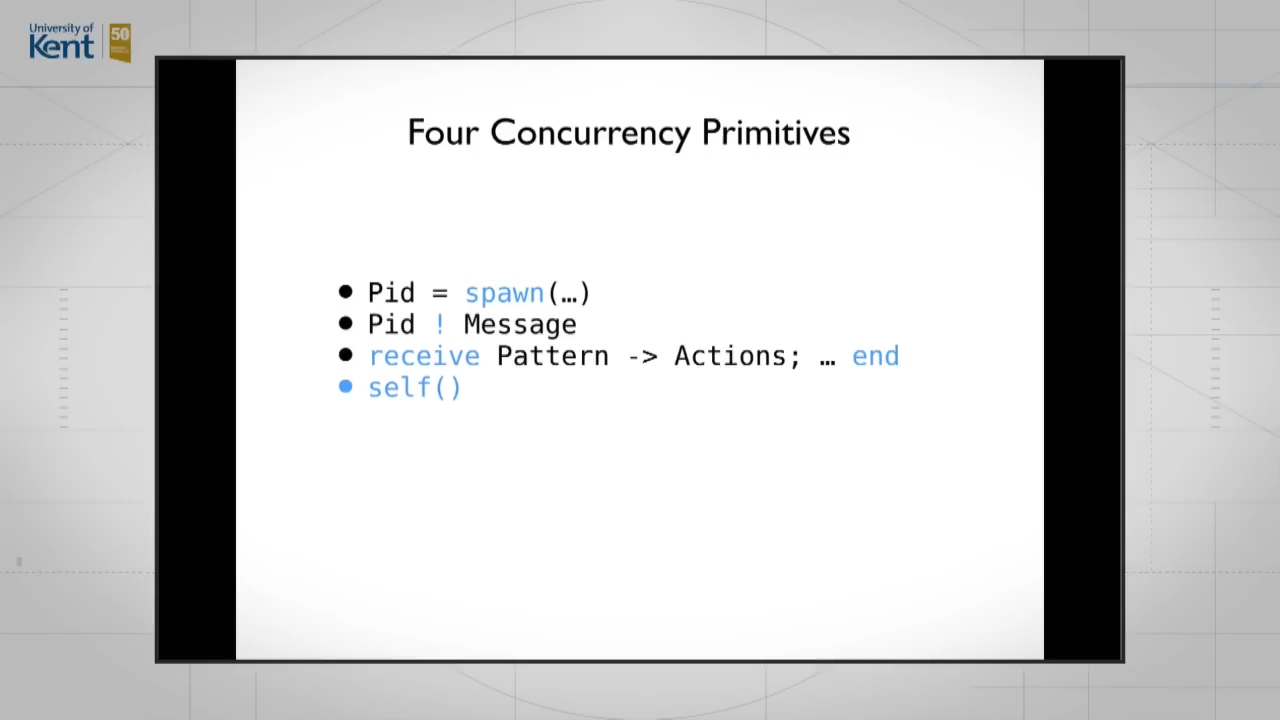 University of
Kent
50
Four Concurrency Primitives
• Pid = spawn(…)
• Pid ! Message
• receive Pattern -> Actions; … end
• self()